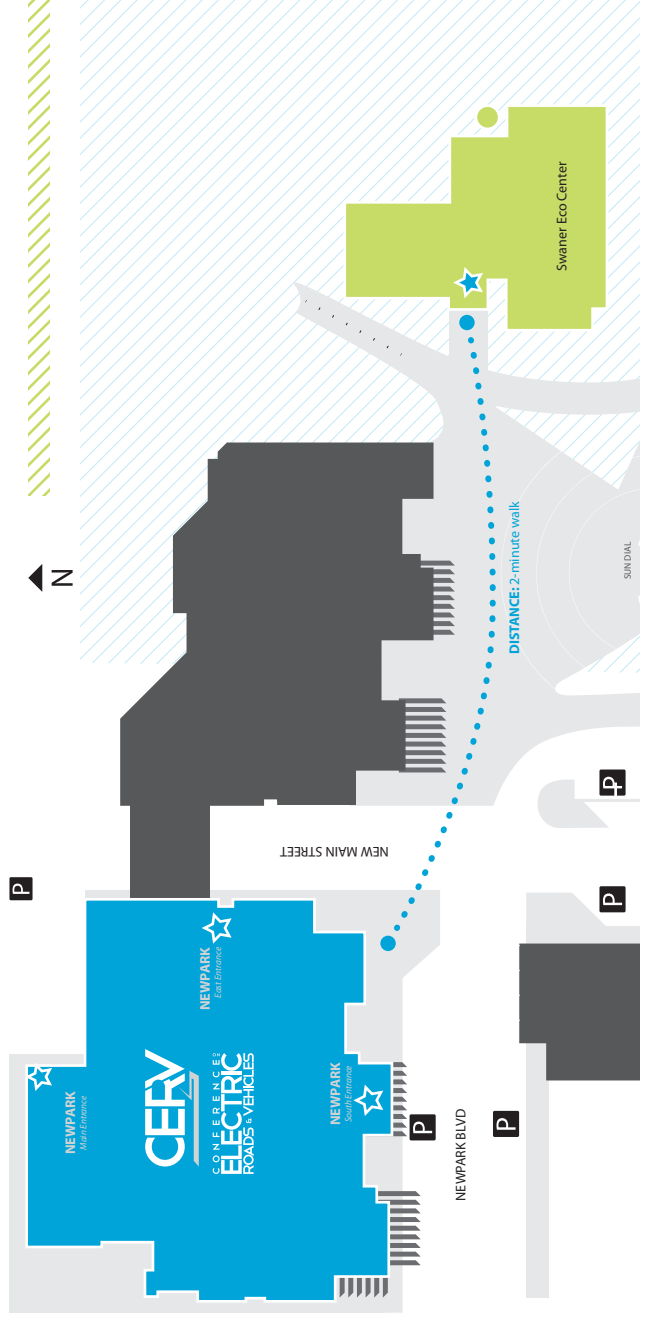 Swaner Eco Center
SUN DIAL
DISTANCE: 2-minute walk
N
P
P
NEW MAIN STREET
P
NEWPARK
East Entrance
NEWPARK
Main Entrance
CERV
CONFERENCE ON
ELECTRIC
ROADS & VEHICLES
NEWPARK
South Entrance
P
P
NEWPARK BLVD